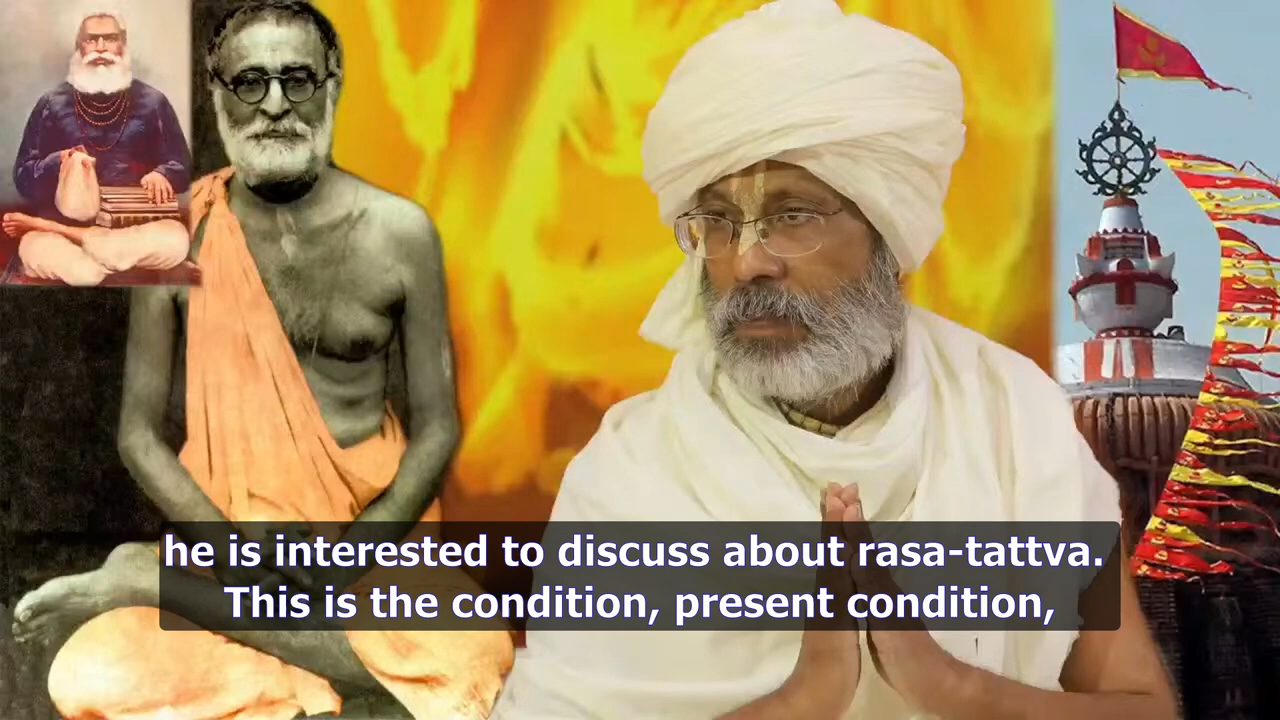 he is interested to discuss about rasa-tattva.
This is the condition, present condition,